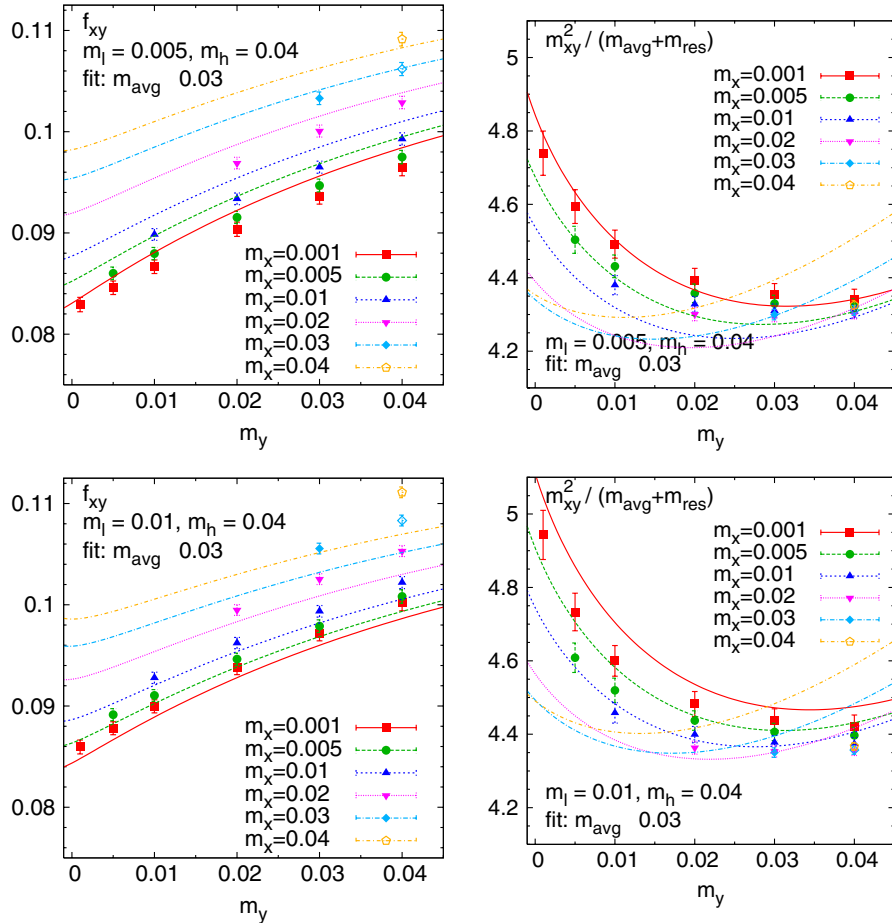 f_xy
m_l = 0.005, m_h = 0.04
fit: m_avg 0.03
0.11
0.1
0.09
0.08
m_x=0.001
m_x=0.005
m_x=0.01
m_x=0.02
m_x=0.03
m_x=0.04
0 0.01 0.02 0.03 0.04
m_y
m_xy^2 / (m_avg+m_res)
5
4.8
4.6
4.4
4.2
m_x=0.001
m_x=0.005
m_x=0.01
m_x=0.02
m_x=0.03
m_x=0.04
m_l = 0.005, m_h = 0.04
fit: m_avg 0.03
0 0.01 0.02 0.03 0.04
m_y
f_xy
m_l = 0.01, m_h = 0.04
fit: m_avg 0.03
0.11
0.1
0.09
0.08
m_x=0.001
m_x=0.005
m_x=0.01
m_x=0.02
m_x=0.03
m_x=0.04
0 0.01 0.02 0.03 0.04
m_y
m_xy^2 / (m_avg+m_res)
5
4.8
4.6
4.4
4.2
m_x=0.001
m_x=0.005
m_x=0.01
m_x=0.02
m_x=0.03
m_x=0.04
m_l = 0.01, m_h = 0.04
fit: m_avg 0.03
0 0.01 0.02 0.03 0.04
m_y